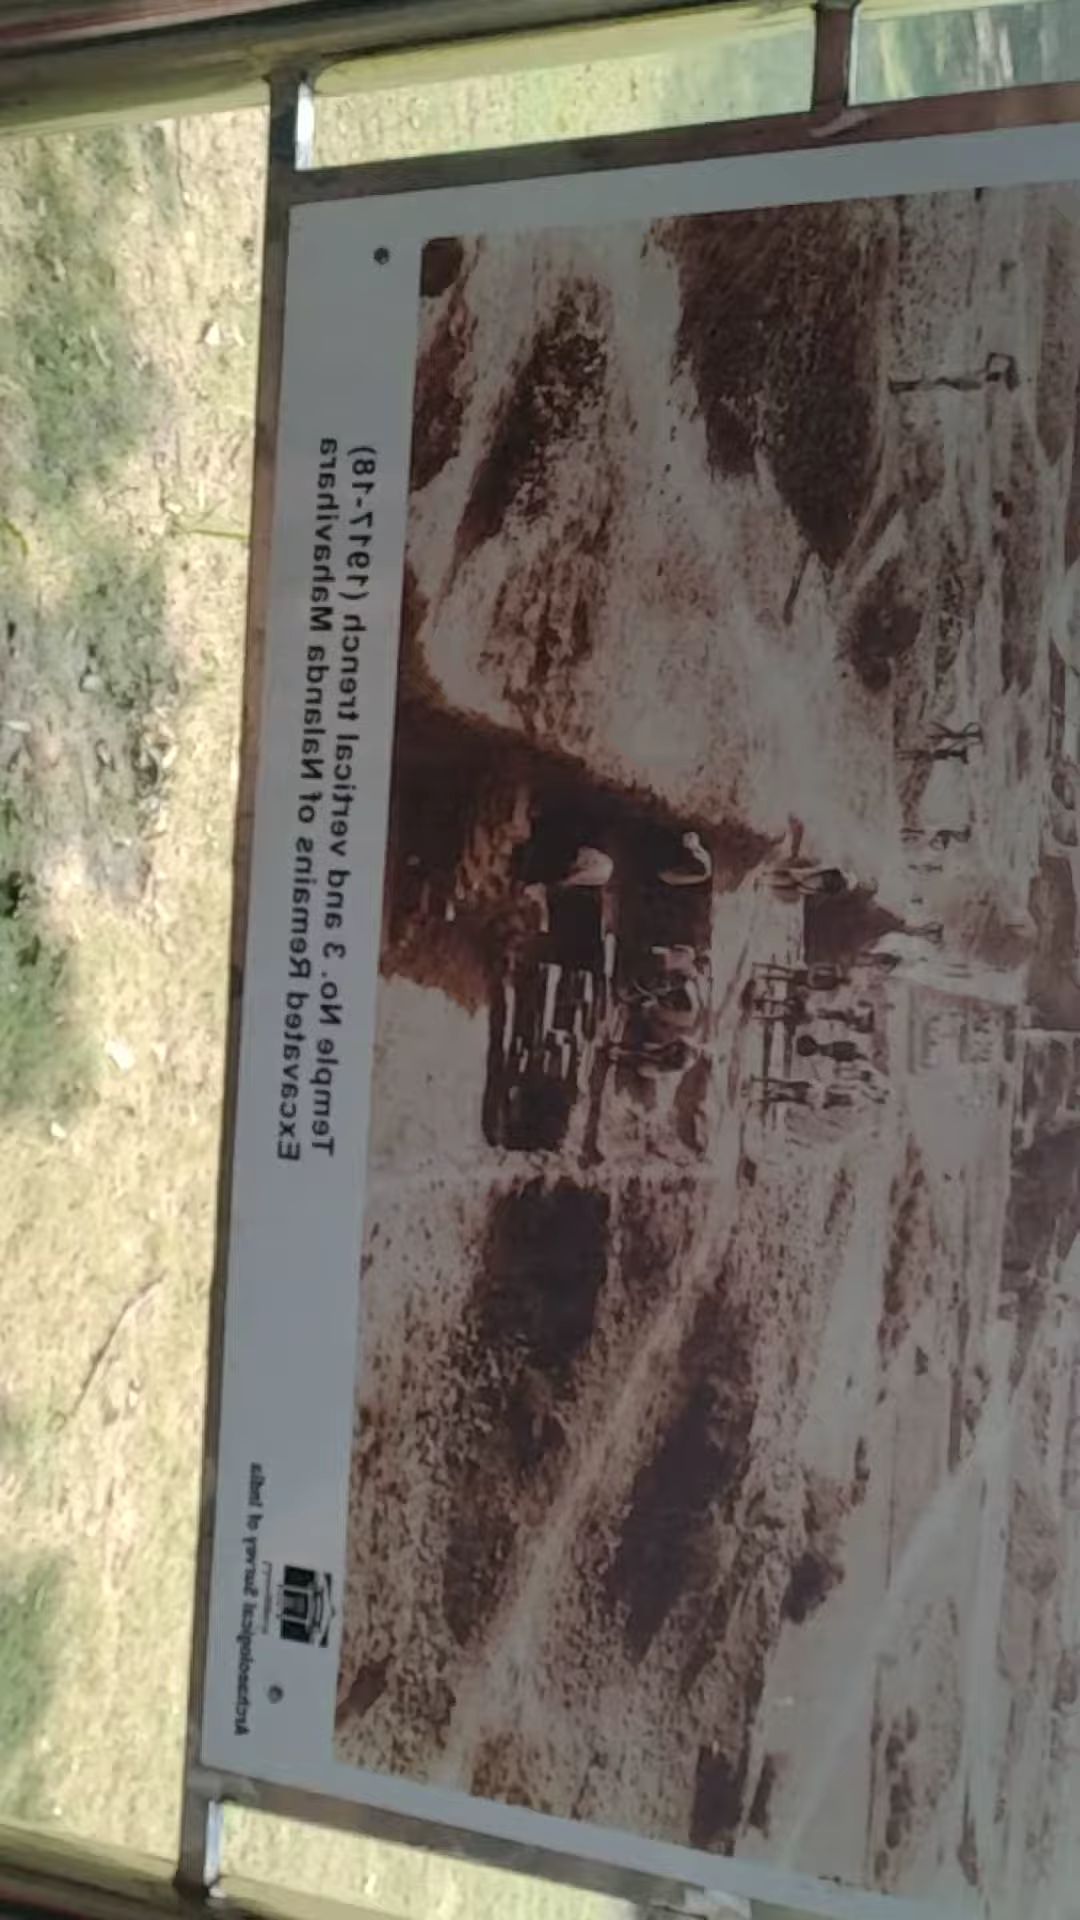 Temple No. 3 and vertical trench (1917-18)
Excavated Remains of Nalanda Mahavihara
Archaeological Survey of India